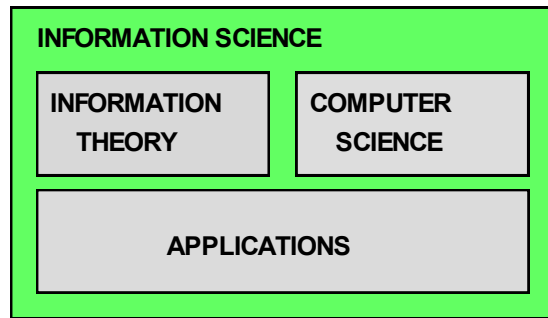 INFORMATION SCIENCE
INFORMATION
THEORY
COMPUTER
SCIENCE
APPLICATIONS